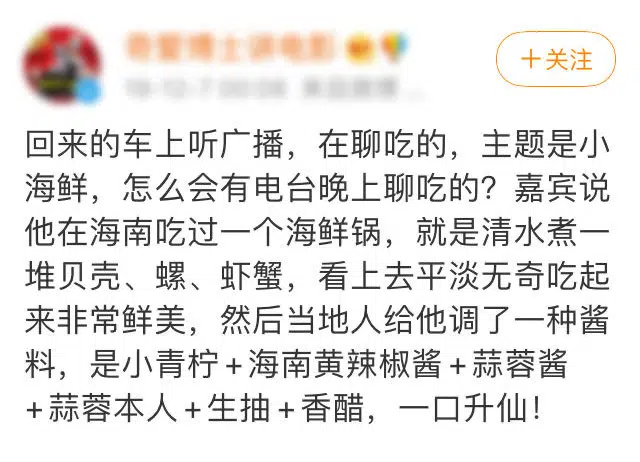 +关注
回来的车上听广播，在聊吃的，主题是小
海鲜，怎么会有电台晚上聊吃的？嘉宾说
他在海南吃过一个海鲜锅，就是清水煮一
堆贝壳、螺、虾蟹，看上去平淡无奇吃起
来非常鲜美，然后当地人给他调了一种酱
料，是小青柠+海南黄辣椒酱+蒜蓉酱
+蒜蓉本人+生抽+香醋，一口升仙！